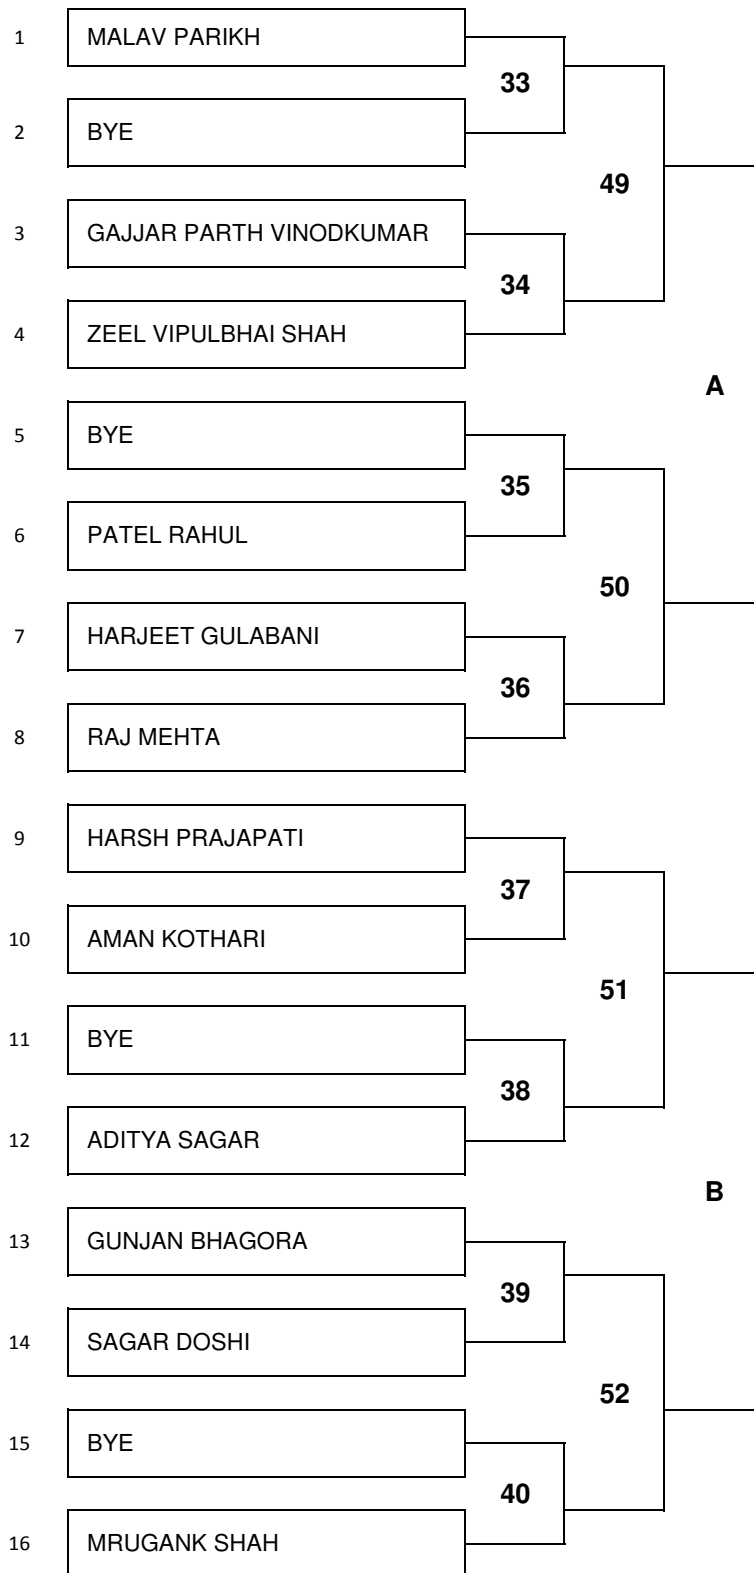 1 MALAV PARIKH
33
2 BYE
49
3 GAJJAR PARTH VINODKUMAR
34
4 ZEEL VIPULBHAI SHAH
A
5 BYE
35
6 PATEL RAHUL
50
7 HARJEET GULABANI
36
8 RAJ MEHTA
9 HARSH PRAJAPATI
37
10 AMAN KOTHARI
51
11 BYE
38
12 ADITYA SAGAR
B
13 GUNJAN BHAGORA
39
14 SAGAR DOSHI
52
15 BYE
40
16 MRUGANK SHAH